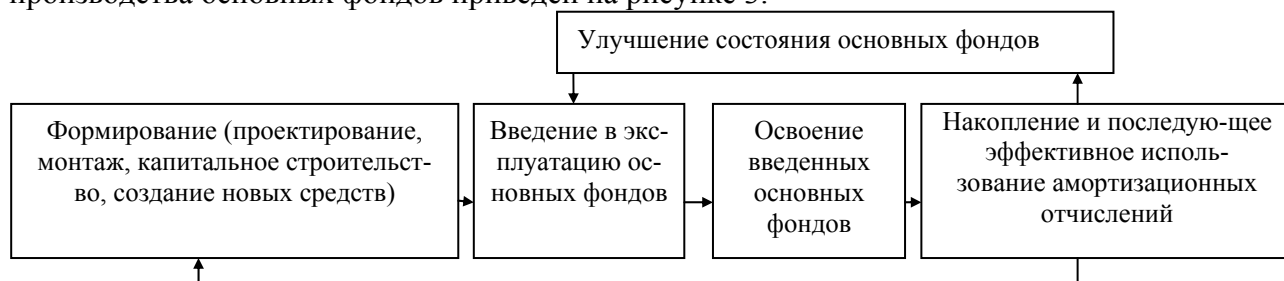 производства основных фондов приведен на рисунке 3.
Улучшение состояния основных фондов
Формирование (проектирование,
монтаж, капитальное строительст-
во, создание новых средств)
Введение в экс-
плуатацию ос-
новных фондов
Освоение
введенных
основных
фондов
Накопление и последую-щее
эффективное исполь-
зование амортизационных
отчислений